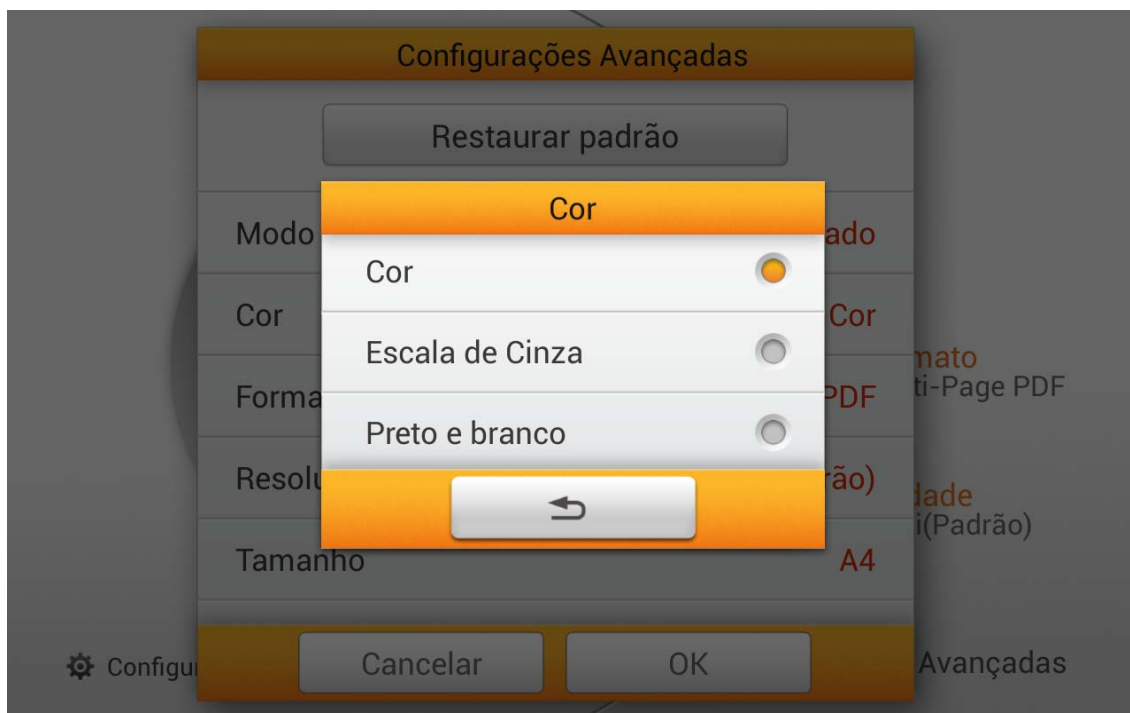 Configurações Avançadas
Restaurar padrão
Cor
Modo
ado
Cor
Cor
Cor
Escala de Cinza
mato
ti-Page PDF
Forma
PDF
Preto e branco
Resolu
rão)
dade
i(Padrão)
Tamanho
A4
Configu
Cancelar
OK
Avançadas